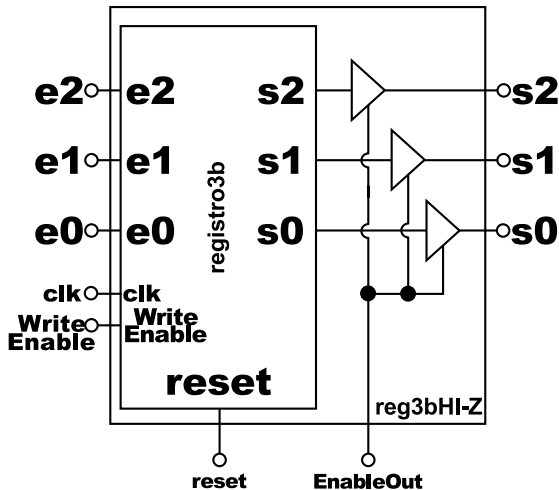 e2 e2 s2 s2
e1 e1 s1 s1
registro3b
e0 e0 s0 s0
clk clk
Write Write
Enable Enable
reset
reg3bHI-Z
reset EnableOut